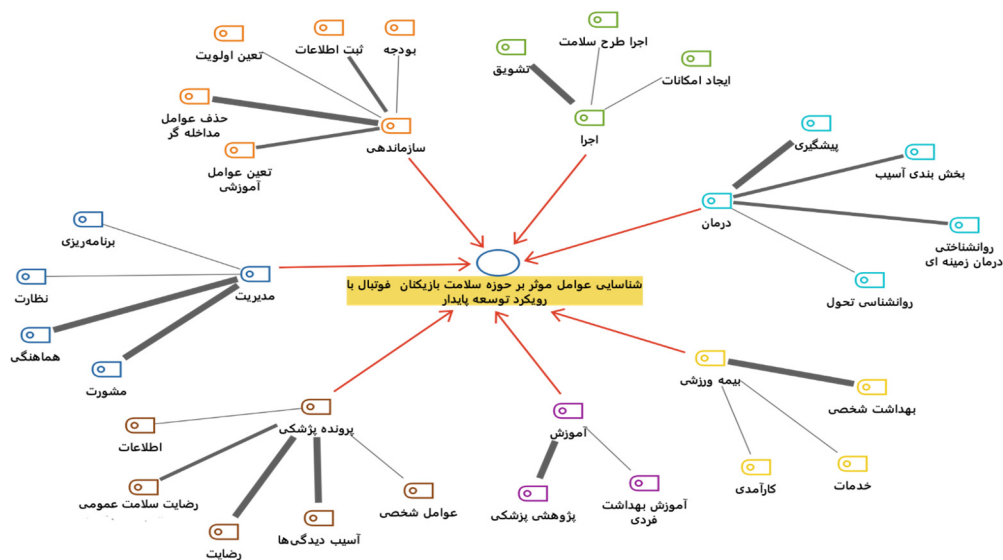 ثبت اطلاعات
بودجه
تعین اولویت
حذف عوامل
مداخله گر
تعین عوامل
آموزشی
سازماندهی
اجرا طرح سلامت
تشویق
ایجاد امکانات
اجرا
پیشگیری
بخش بندی آسیب
درمان
روانشناختی
درمان زمینه ای
روانشناسی تحول
برنامه‌ریزی
نظارت
مدیریت
هماهنگی
مشورت
شناسایی عوامل موثر بر حوزه سلامت بازیکنان فوتبال با
رویکرد توسعه پایدار
بیمه ورزشی
بهداشت شخصی
خدمات
کارآمدی
آموزش
آموزش بهداشت
فردی
پژوهشی پزشکی
پرونده پژشکی
اطلاعات
رضایت سلامت عمومی
رضایت
آسیب دیدگی‌ها
عوامل شخصی